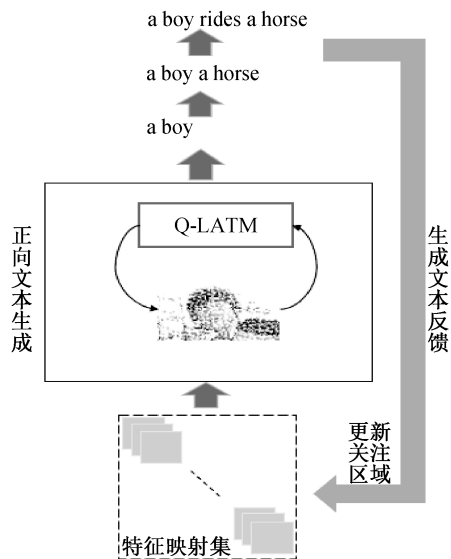 a boy rides a horse
a boy a horse
a boy
Q-LATM
正向文本生成
生成文本反馈
更新
关注
区域
特征映射集